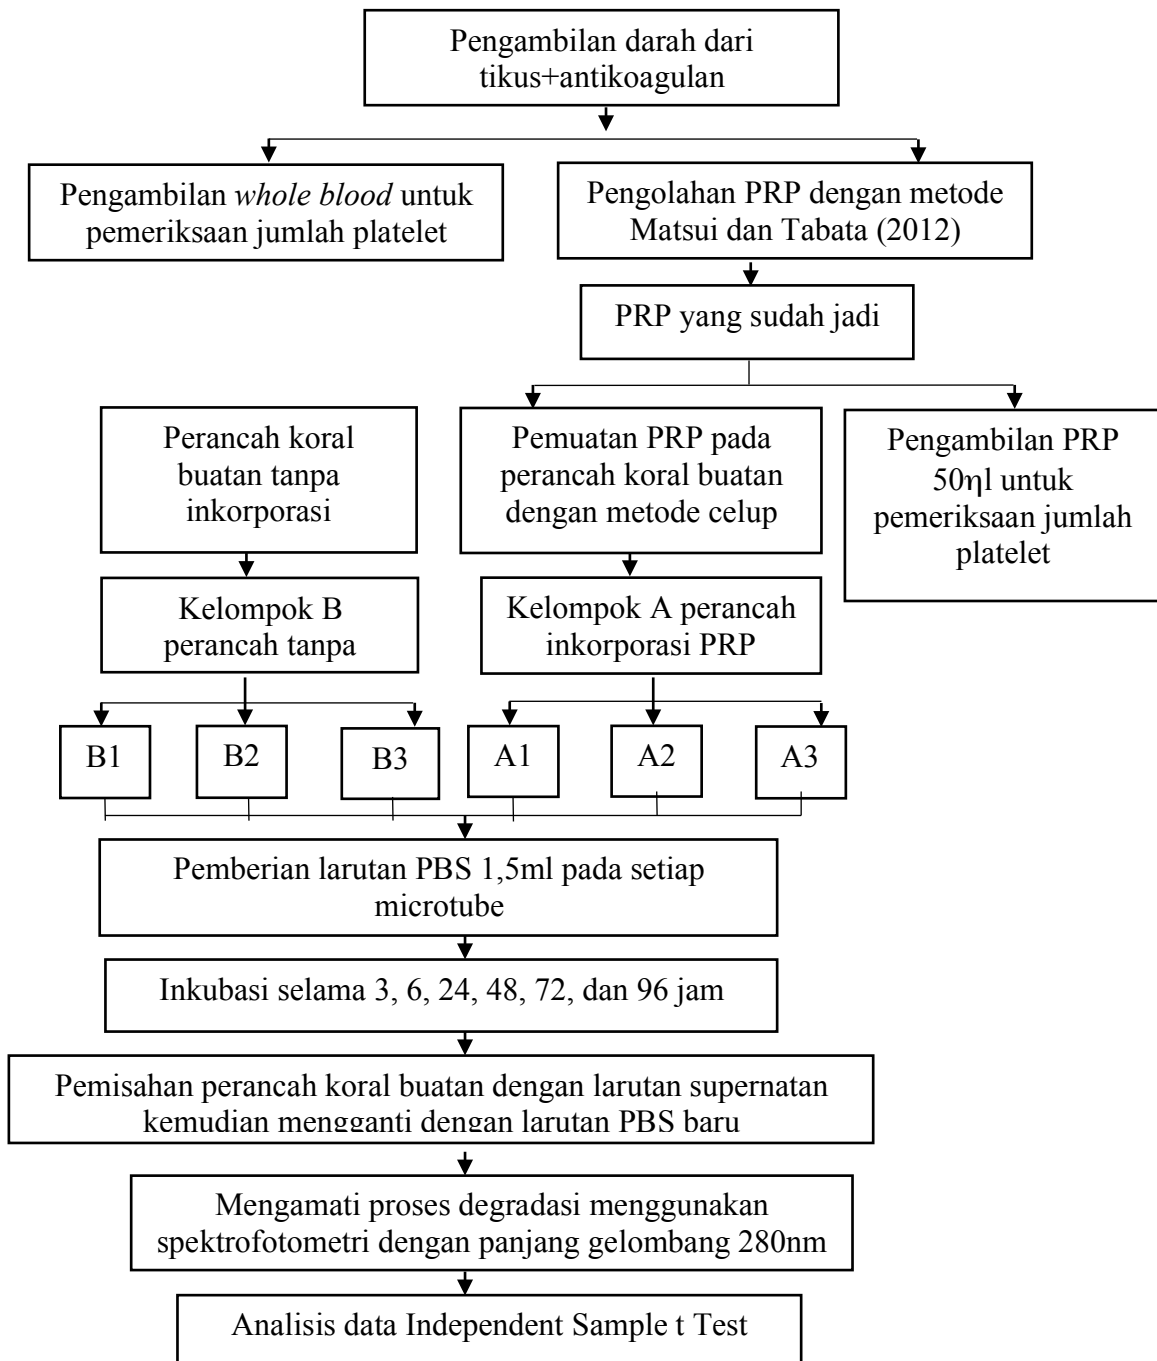 Pengambilan darah dari
tikus+antikoagulan
Pengambilan whole blood untuk
pemeriksaan jumlah platelet
Pengolahan PRP dengan metode
Matsui dan Tabata (2012)
PRP yang sudah jadi
Perancah koral
buatan tanpa
inkorporasi
Pemuatan PRP pada
perancah koral buatan
dengan metode celup
Pengambilan PRP
50ηl untuk
pemeriksaan jumlah
platelet
Kelompok B
perancah tanpa
Kelompok A perancah
inkorporasi PRP
B1
B2
B3
A1
A2
A3
Pemberian larutan PBS 1,5ml pada setiap
microtube
Inkubasi selama 3, 6, 24, 48, 72, dan 96 jam
Pemisahan perancah koral buatan dengan larutan supernatan
kemudian mengganti dengan larutan PBS baru
Mengamati proses degradasi menggunakan
spektrofotometri dengan panjang gelombang 280nm
Analisis data Independent Sample t Test